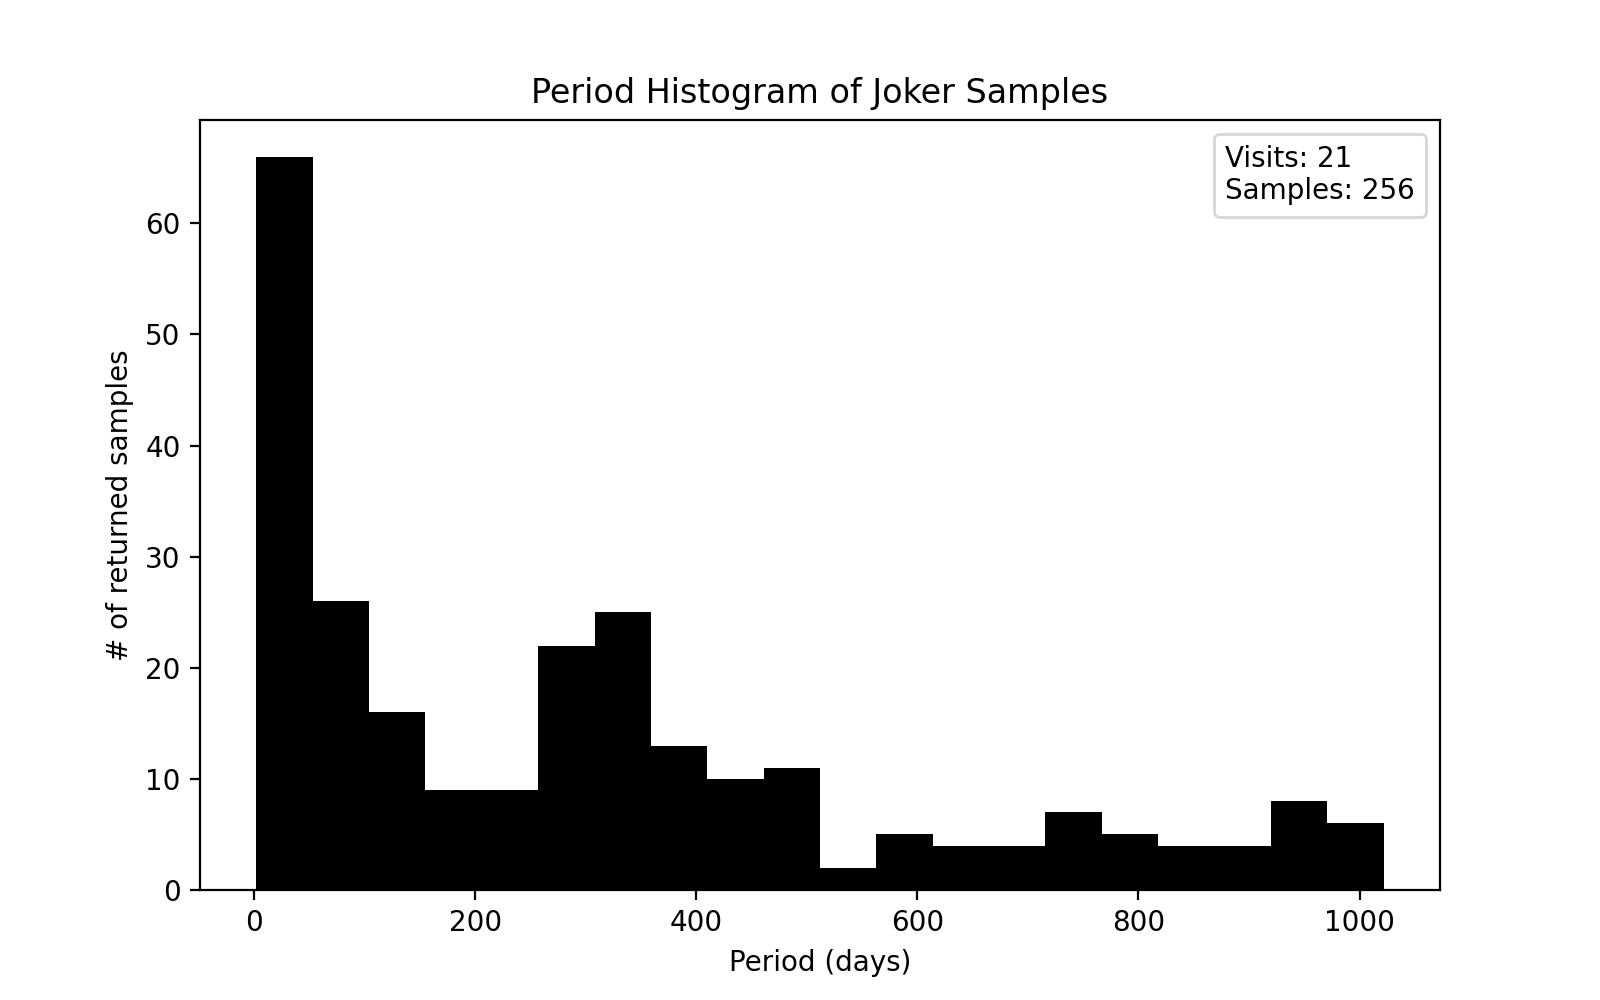 Period Histogram of Joker Samples
Visits: 21
Samples: 256
# of returned samples
60
50
40
30
20
10
0
0 200 400 600 800 1000
Period (days)